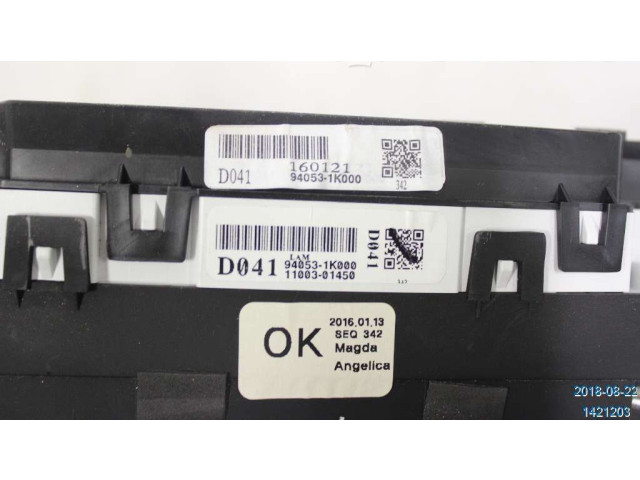 160121
D041
94053-1K000
342
LAM
D041
94053-1K000
11003-01450
D041
OK
2016.01.13
SEQ 342
Magda
Angelica
2018-08-22
1421203